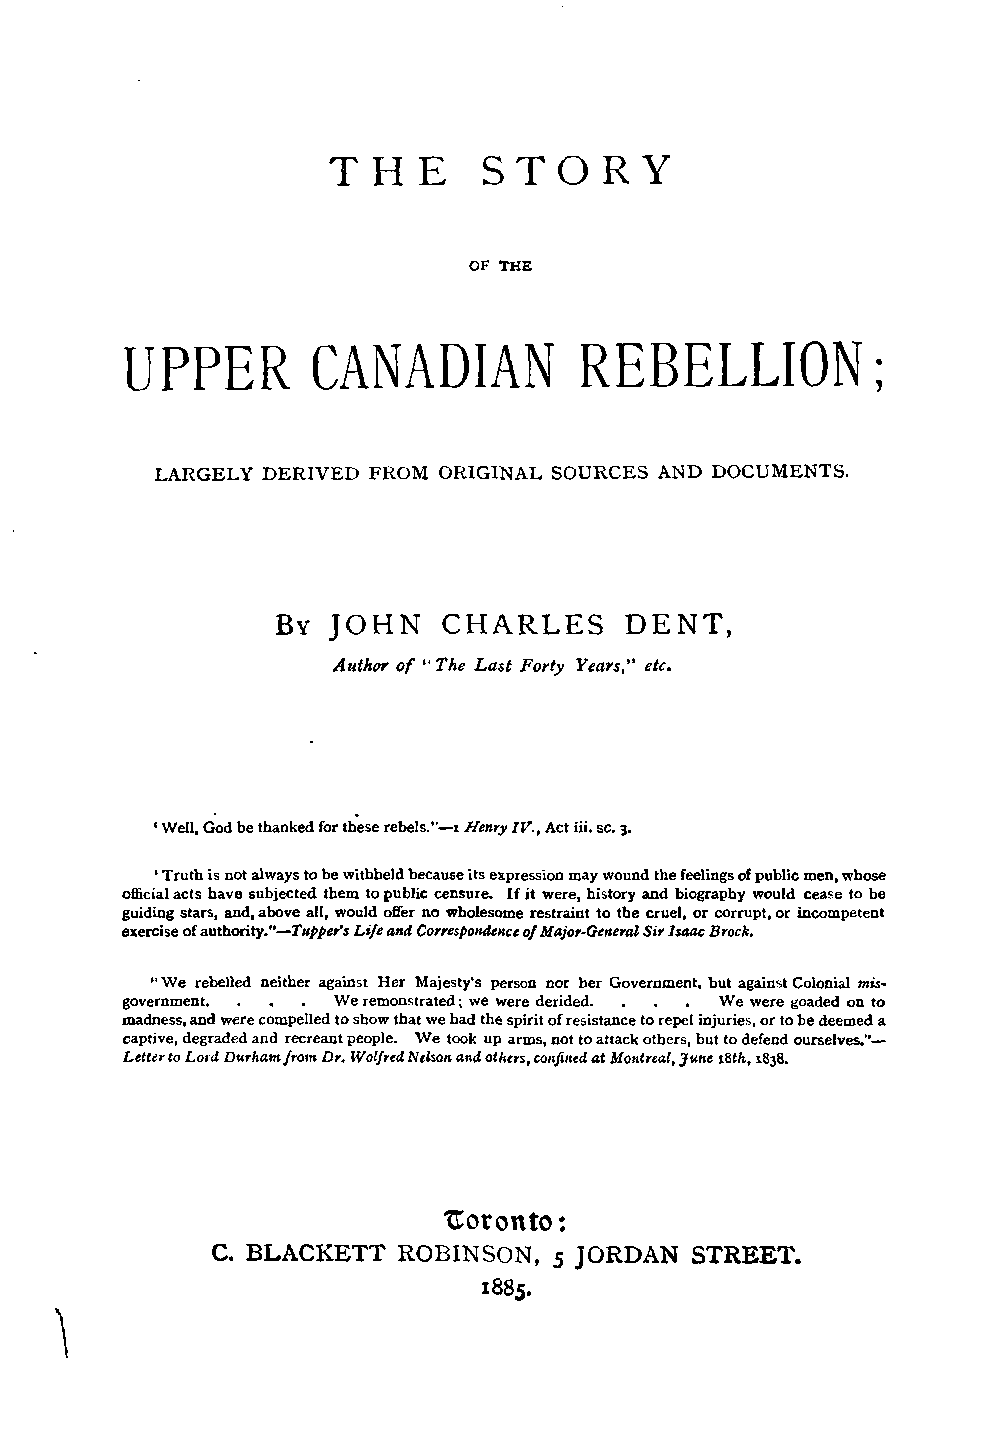 THE STORY
OF THE
UPPER CANADIAN REBELLION;
LARGELY DERIVED FROM ORIGINAL SOURCES AND DOCUMENTS.
By JOHN CHARLES DENT,
Author of "The Last Forty Years," etc.
' Well, God be thanked for these rebels."—1 Henry IV., Act iii. sc. 3.
' Truth is not always to be withheld because its expression may wound the feelings of public men, whose
official acts have subjected them to public censure. If it were, history and biography would cease to be
guiding stars, and, above all, would offer no wholesome restraint to the cruel, or corrupt, or incompetent
exercise of authority."—Tupper's Life and Correspondence of Major-General Sir Isaac Brock.
"We rebelled neither against Her Majesty's person nor her Government, but against Colonial mis-
government. . . . We remonstrated; we were derided. . . . We were goaded on to
madness, and were compelled to show that we had the spirit of resistance to repel injuries, or to be deemed a
captive, degraded and recreant people. We took up arms, not to attack others, but to defend ourselves."—
Letter to Lord Durham from Dr. Wolfred Nelson and others, confined at Montreal, June 18th, 1838.
Toronto:
C. BLACKETT ROBINSON, 5 JORDAN STREET.
1885.